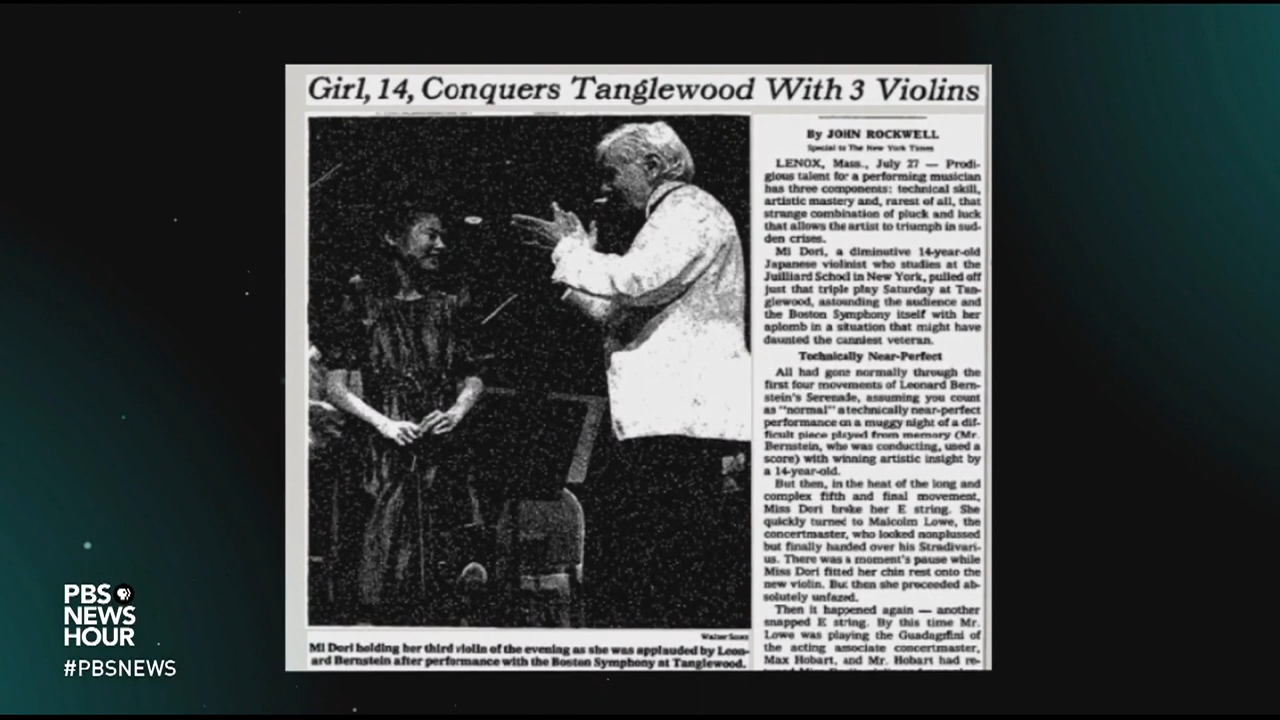 Girl, 14, Conquers Tanglewood With 3 Violins
By JOHN ROCKWELL
Special to The New York Times
LENOX, Mass., July 27 — Prodi-
gious talent for a performing musician
has three components: technical skill,
artistic mastery and, rarest of all, that
strange combination of pluck and luck
that allows the artist to triumph in sud-
den crises.
Mi Dori, a diminutive 14-year-old
Japanese violinist who studies at the
Juilliard School in New York, pulled off
just that triple play Saturday at Tan-
glewood, astounding the audience and
the Boston Symphony itself with her
aplomb in a situation that might have
daunted the canniest veteran.
Technically Near-Perfect
All had gone normally through the
first four movements of Leonard Bern-
stein's Serenade, assuming you count
as "normal" a technically near-perfect
performance on a muggy night of a dif-
ficult piece played from memory (Mr.
Bernstein, who was conducting, used a
score) with winning artistic insight by
a 14-year-old.
But then, in the heat of the long and
complex fifth and final movement,
Miss Dori broke her E string. She
quickly turned to Malcolm Lowe, the
concertmaster, who looked nonplussed
but finally handed over his Stradivari-
us. There was a moment's pause while
Miss Dori fitted her chin rest onto the
new violin. But then she proceeded ab-
solutely unfazed.
Then it happened again — another
snapped E string. By this time Mr.
Lowe was playing the Guadagnini of
the acting associate concertmaster,
Max Hobart, and Mr. Hobart had re-
Mi Dori holding her third violin of the evening as she was applauded by Leon-
ard Bernstein after performance with the Boston Symphony at Tanglewood.
PBS
NEWS
HOUR
#PBSNEWS